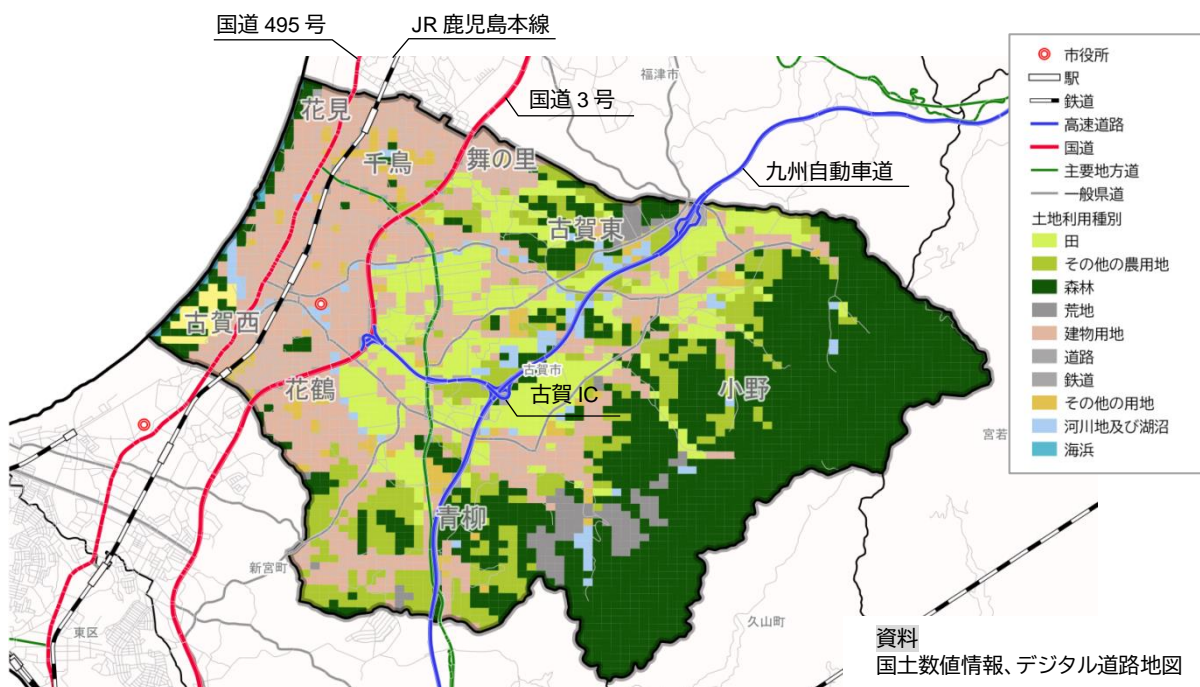 国道 495 号
JR 鹿児島本線
国道 3 号
九州自動車道
福津市
花見
千鳥
舞の里
古賀東
古賀西
花鶴
古賀市
古賀 IC
小野
青柳
宮若
新宮町
東区
久山町
市役所
駅
鉄道
高速道路
国道
主要地方道
一般県道
土地利用種別
田
その他の農用地
森林
荒地
建物用地
道路
鉄道
その他の用地
河川地及び湖沼
海浜
資料
国土数値情報、デジタル道路地図